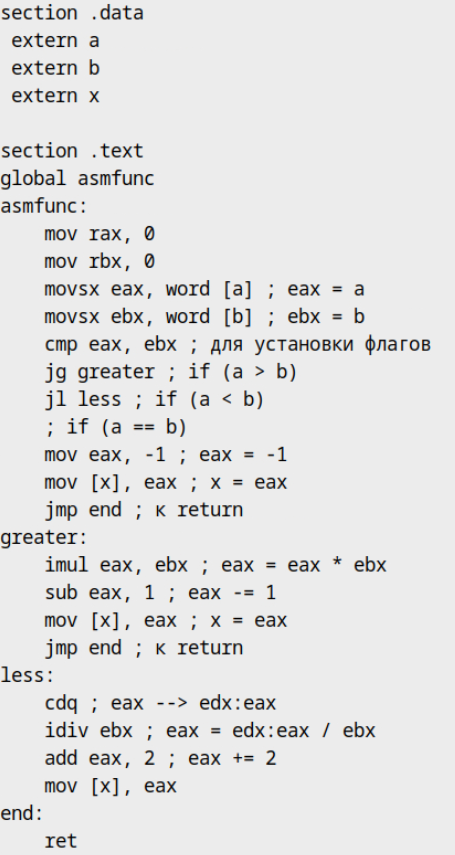 section .data
 extern a
 extern b
 extern x

section .text
global asmfunc
asmfunc:
    mov rax, 0
    mov rbx, 0
    movsx eax, word [a] ; eax = a
    movsx ebx, word [b] ; ebx = b
    cmp eax, ebx ; для установки флагов
    jg greater ; if (a > b)
    jl less ; if (a < b)
    ; if (a == b)
    mov eax, -1 ; eax = -1
    mov [x], eax ; x = eax
    jmp end ; к return
greater:
    imul eax, ebx ; eax = eax * ebx
    sub eax, 1 ; eax -= 1
    mov [x], eax ; x = eax
    jmp end ; к return
less:
    cdq ; eax --> edx:eax
    idiv ebx ; eax = edx:eax / ebx
    add eax, 2 ; eax += 2
    mov [x], eax
end:
    ret